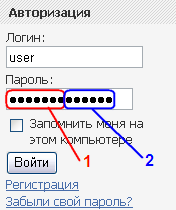 Авторизация
Логин:
user
Пароль:
●●●●●●●●●●●●●
Запомнить меня на
этом компьютере
Войти
1
2
Регистрация
Забыли свой пароль?